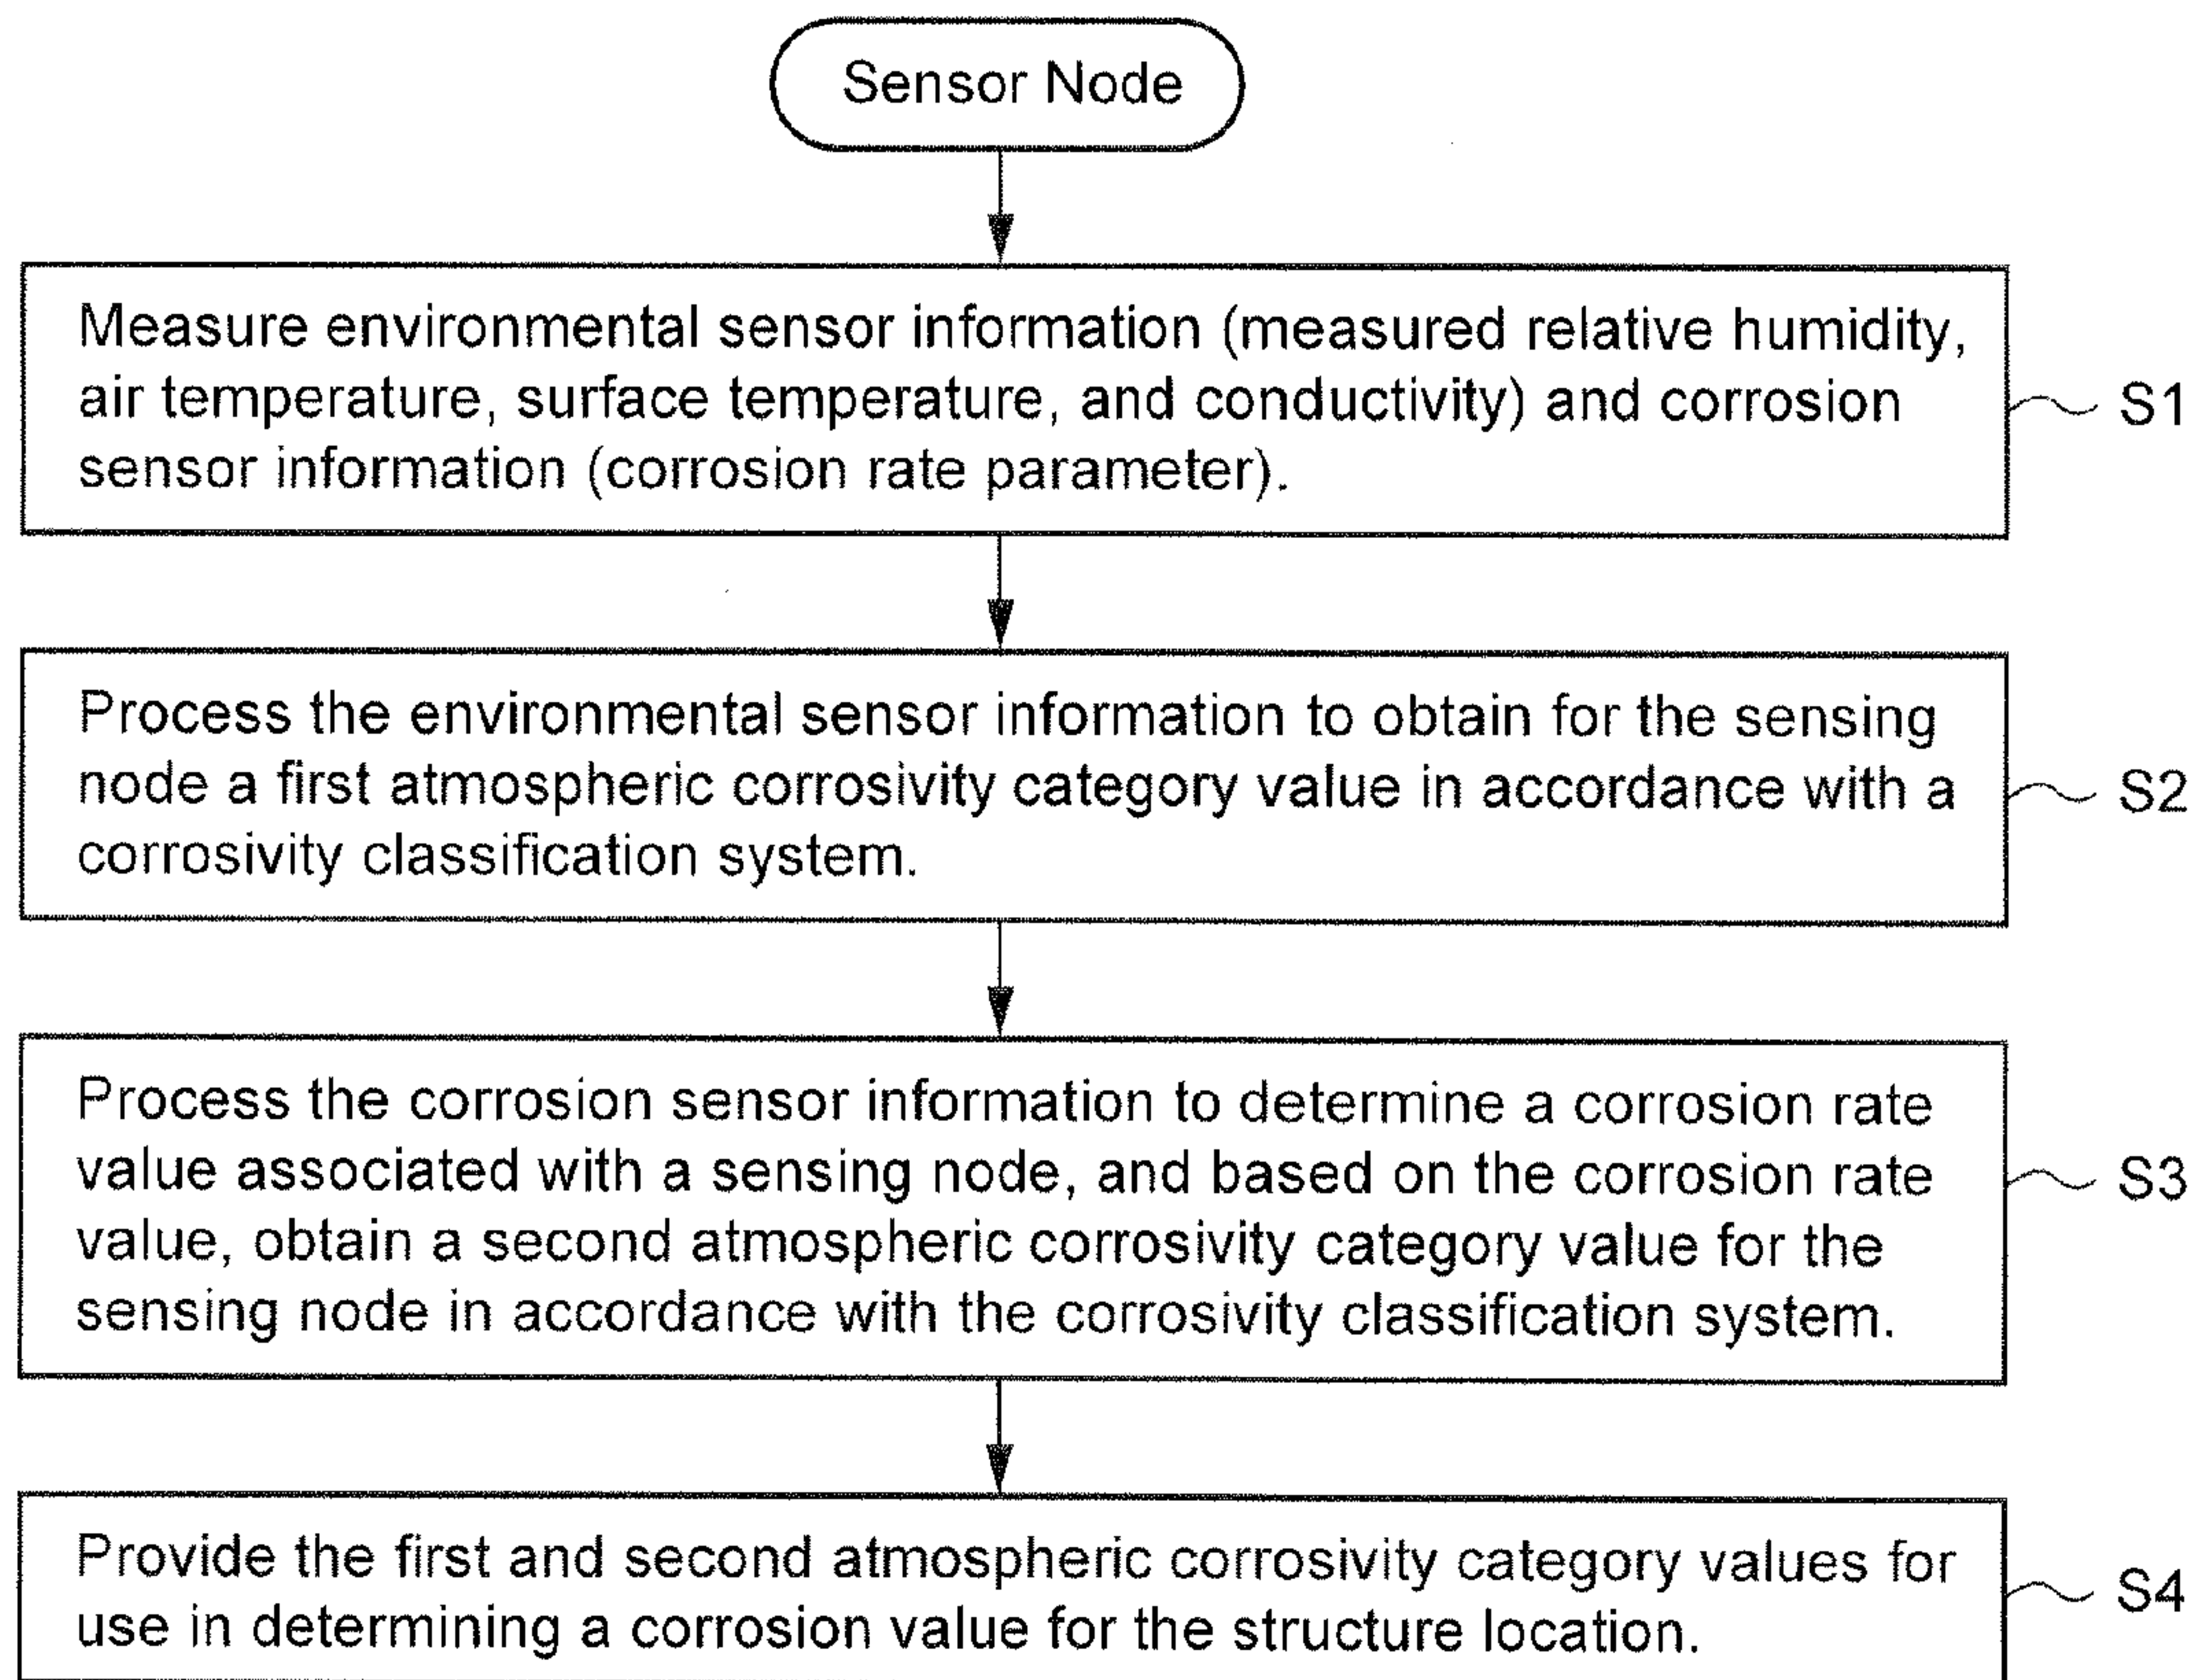 Sensor Node
Measure environmental sensor information (measured relative humidity,
air temperature, surface temperature, and conductivity) and corrosion
sensor information (corrosion rate parameter).
S1
Process the environmental sensor information to obtain for the sensing
node a first atmospheric corrosivity category value in accordance with a
corrosivity classification system.
S2
Process the corrosion sensor information to determine a corrosion rate
value associated with a sensing node, and based on the corrosion rate
value, obtain a second atmospheric corrosivity category value for the
sensing node in accordance with the corrosivity classification system.
S3
Provide the first and second atmospheric corrosivity category values for
use in determining a corrosion value for the structure location.
S4